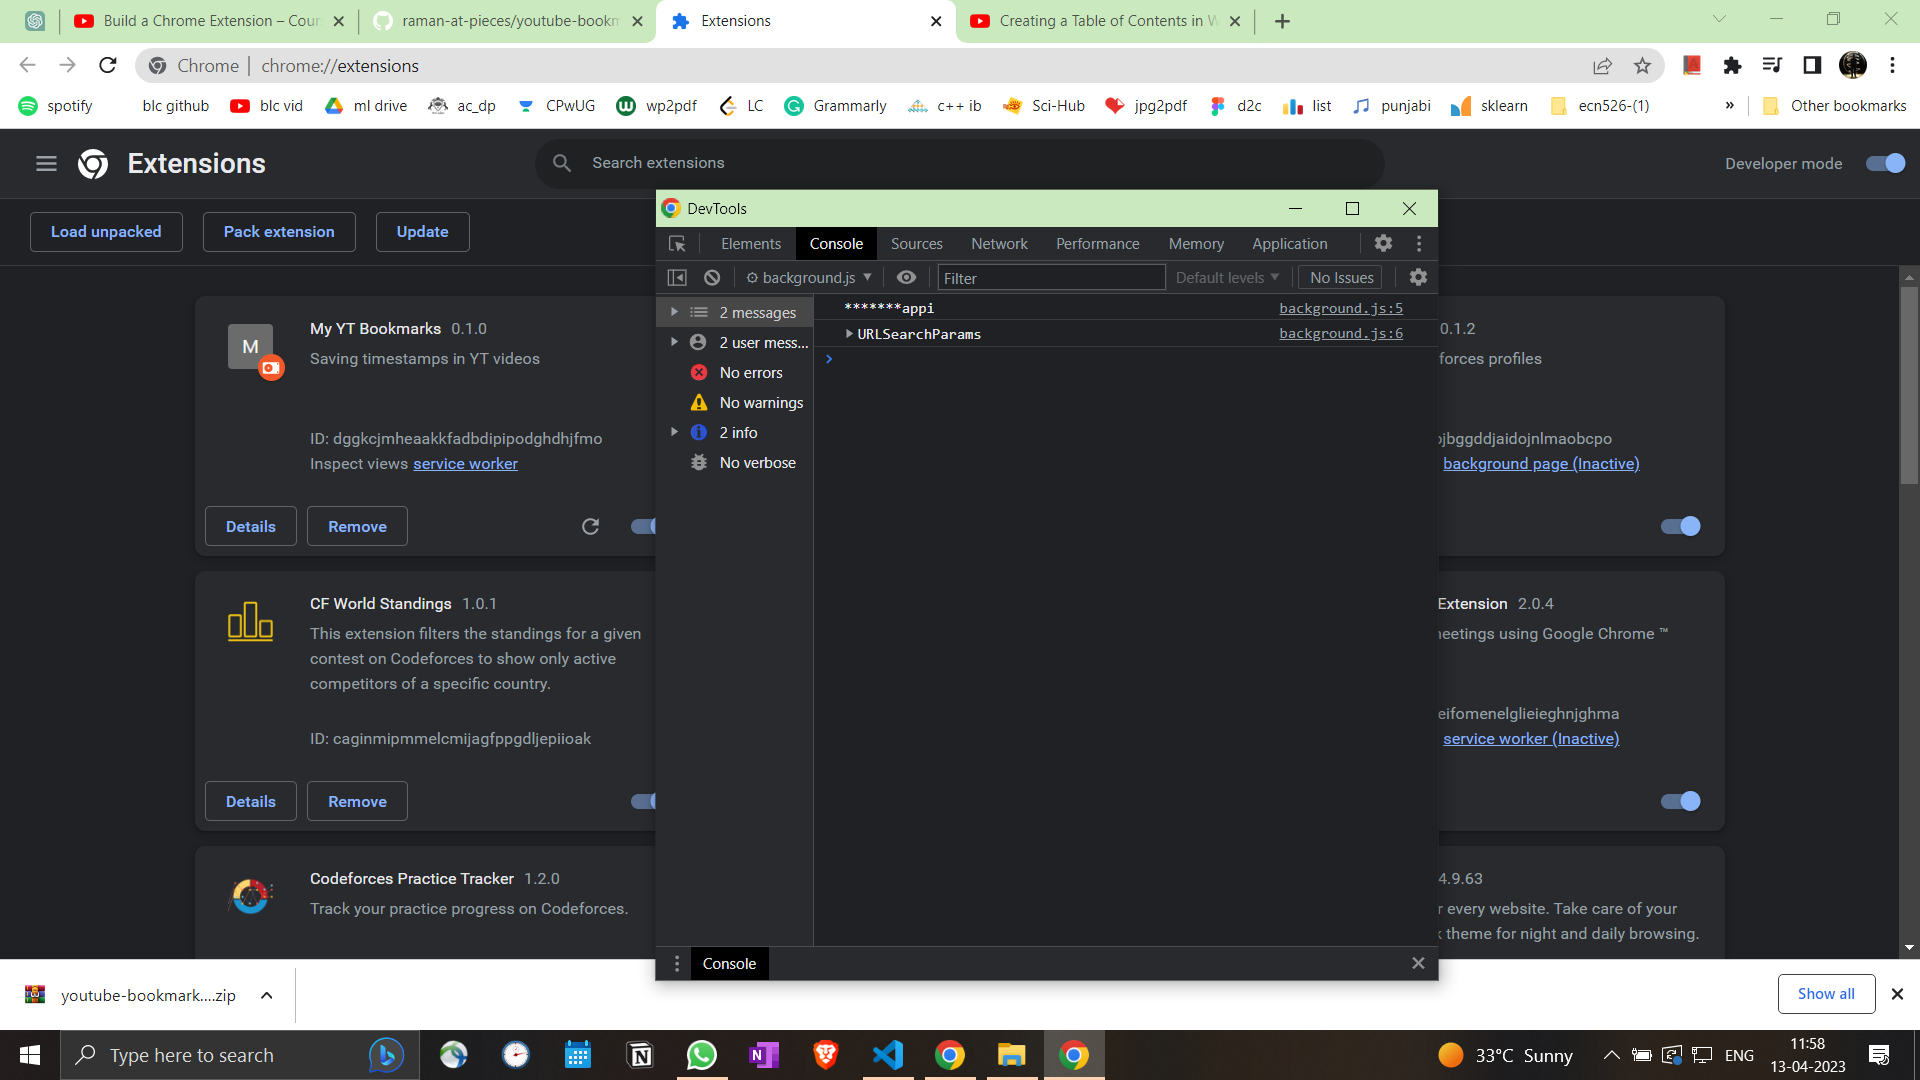 Build a Chrome Extension – Cour
raman-at-pieces/youtube-bookm
Extensions
Creating a Table of Contents in W
Chrome | chrome://extensions
spotify
blc github
blc vid
ml drive
ac_dp
CPwUG
wp2pdf
LC
Grammarly
c++ ib
Sci-Hub
jpg2pdf
d2c
list
punjabi
sklearn
ecn526-(1)
»
Other bookmarks
Extensions
Search extensions
Developer mode
Load unpacked
Pack extension
Update
DevTools
Elements
Console
Sources
Network
Performance
Memory
Application
background.js
Filter
Default levels
No Issues
2 messages
2 user mess...
No errors
No warnings
2 info
No verbose
*******appi
background.js:5
URLSearchParams
background.js:6
Console
M
My YT Bookmarks 0.1.0
Saving timestamps in YT videos
ID: dggkcjmheaakkfadbdipipodghdhjfmo
Inspect views service worker
Details
Remove
0.1.2
forces profiles
jbggddjaidojnlmaobcpo
background page (Inactive)
CF World Standings 1.0.1
This extension filters the standings for a given
contest on Codeforces to show only active
competitors of a specific country.
ID: caginmipmmelcmijagfppgdljepiioak
Details
Remove
Extension 2.0.4
neetings using Google Chrome ™
eifomenelglieieghnjghma
service worker (Inactive)
Codeforces Practice Tracker 1.2.0
Track your practice progress on Codeforces.
4.9.63
r every website. Take care of your
theme for night and daily browsing.
youtube-bookmark....zip
Show all
Type here to search
33°C Sunny
ENG
11:58
13-04-2023